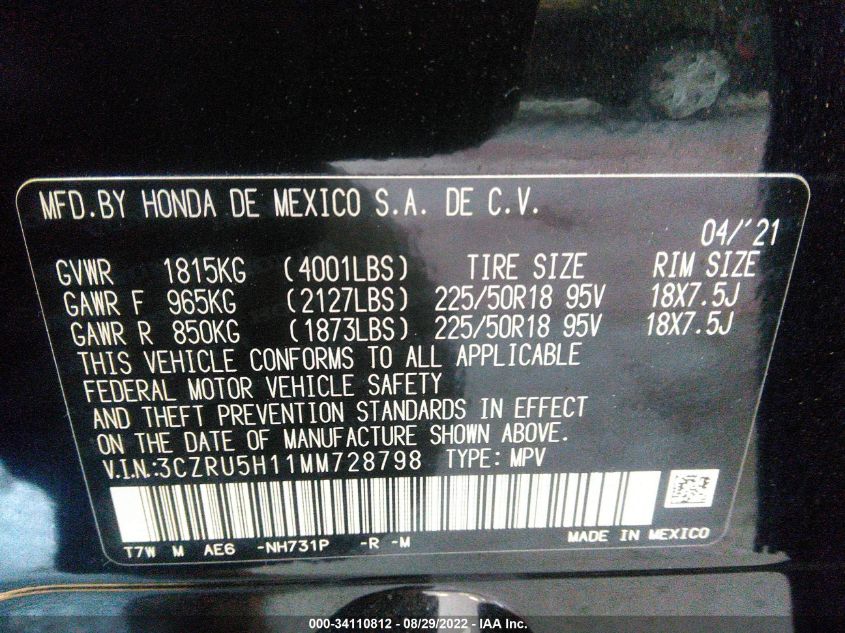 MFD.BY HONDA DE MEXICO S.A. DE C.V.
04/'21
GVWR 1815KG (4001LBS) TIRE SIZE RIM SIZE
GAWR F 965KG (2127LBS) 225/50R18 95V 18X7.5J
GAWR R 850KG (1873LBS) 225/50R18 95V 18X7.5J
THIS VEHICLE CONFORMS TO ALL APPLICABLE
FEDERAL MOTOR VEHICLE SAFETY
AND THEFT PREVENTION STANDARDS IN EFFECT
ON THE DATE OF MANUFACTURE SHOWN ABOVE.
V.I.N.:3CZRU5H11MM728798 TYPE: MPV
T7W M AE6 -NH731P -R -M MADE IN MEXICO
000-34110812 - 08/29/2022 - IAA Inc.